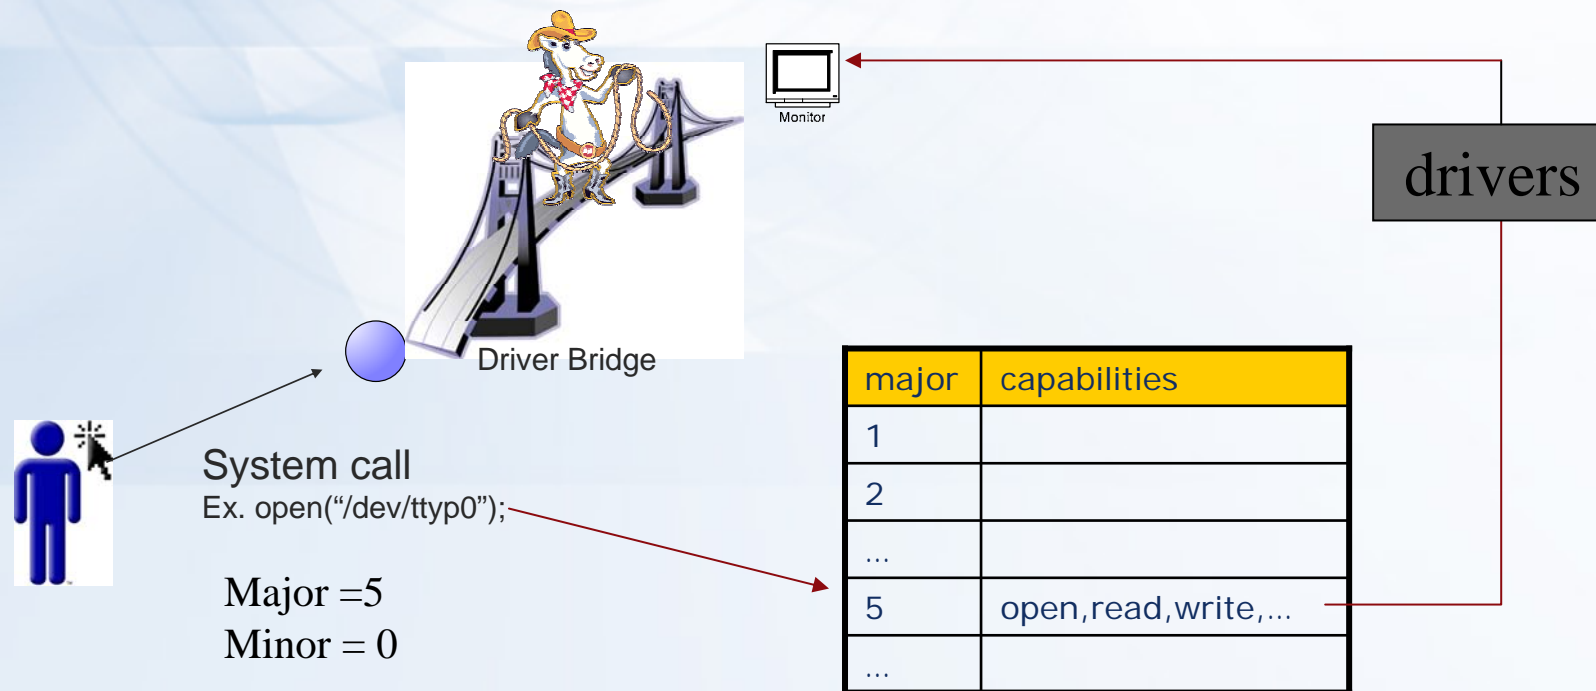 Monitor
drivers
Driver Bridge
System call
Ex. open(“/dev/ttyp0”);
Major =5
Minor = 0
major capabilities
1
2
...
5 open,read,write,...
...